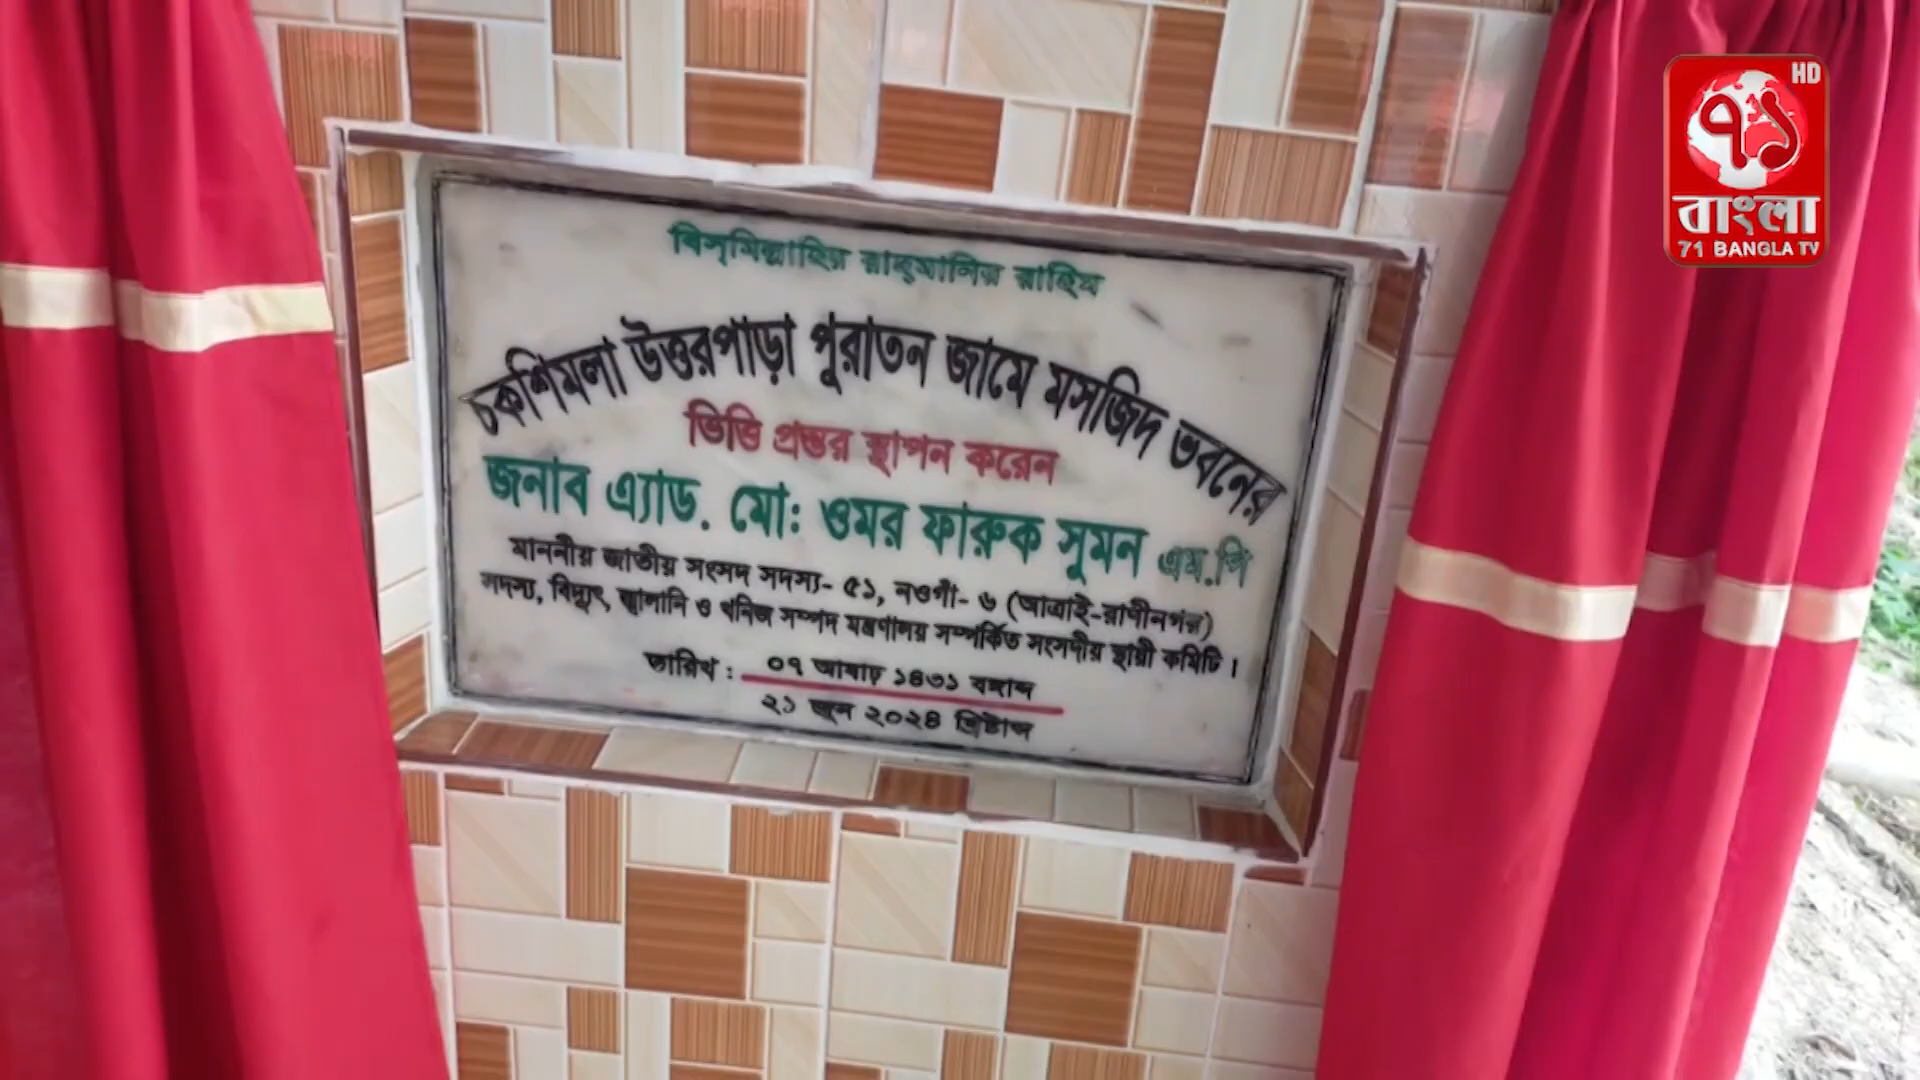 বিস্‌মিল্লাহির রাহ্‌মানির রাহিম
চকশিমলা উত্তরপাড়া পুরাতন জামে মসজিদ ভবনের
ভিত্তি প্রস্তর স্থাপন করেন
জনাব এ্যাড. মো: ওমর ফারুক সুমন এম.পি
মাননীয় জাতীয় সংসদ সদস্য- ৫১, নওগাঁ- ৬ (আত্রাই-রাণীনগর)
সদস্য, বিদ্যুৎ, জ্বালানি ও খনিজ সম্পদ মন্ত্রণালয় সম্পর্কিত সংসদীয় স্থায়ী কমিটি।
তারিখ : ০৭ আষাঢ় ১৪৩১ বঙ্গাব্দ
২১ জুন ২০২৪ খ্রিষ্টাব্দ
HD
৭১
বাংলা
71 BANGLA TV